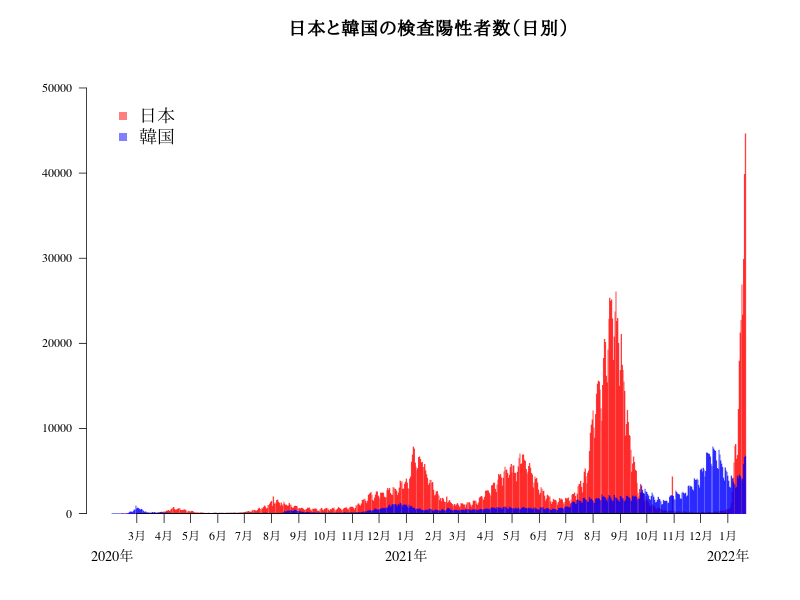 日本と韓国の検査陽性者数（日別）
50000
日本
韓国
40000
30000
20000
10000
0
3月 4月 5月 6月 7月 8月 9月 10月 11月 12月 1月 2月 3月 4月 5月 6月 7月 8月 9月 10月 11月 12月 1月
2020年 2021年 2022年